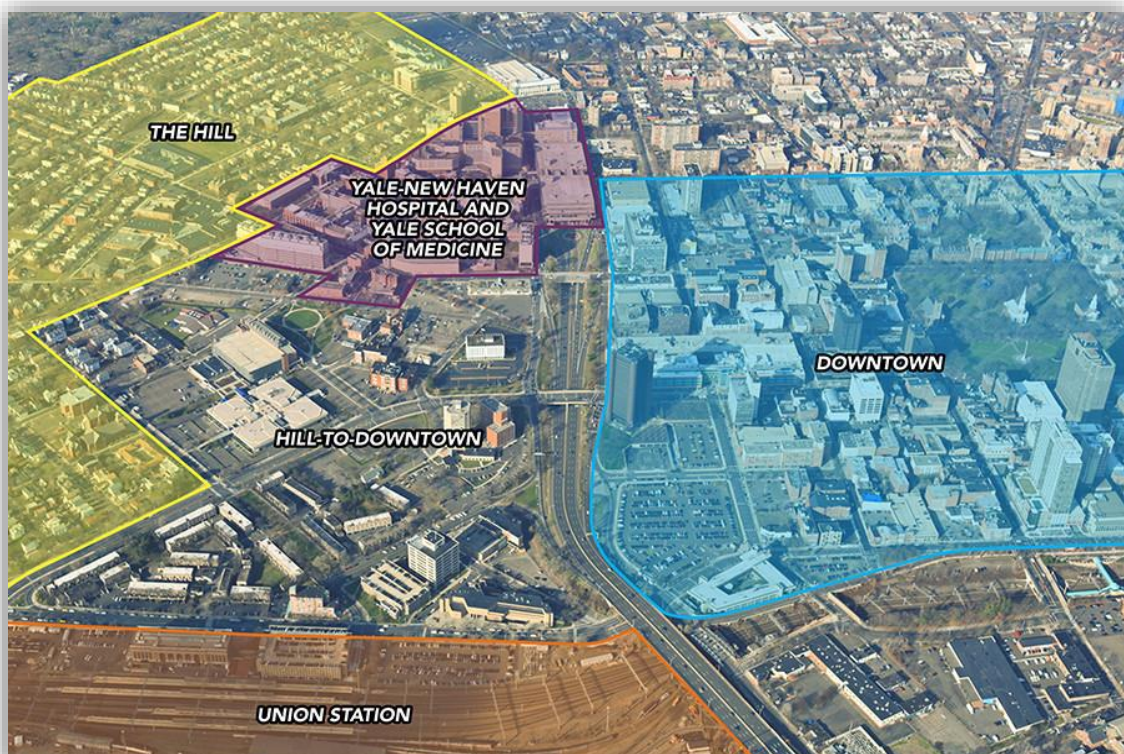 THE HILL
YALE-NEW HAVEN
HOSPITAL AND
YALE SCHOOL
OF MEDICINE
DOWNTOWN
HILL-TO-DOWNTOWN
UNION STATION